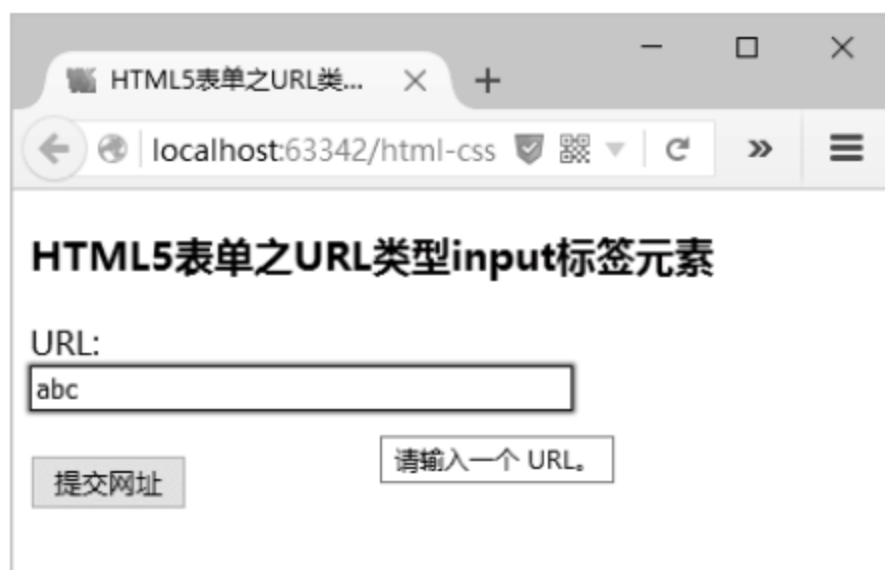 HTML5表单之URL类...
localhost:63342/html-css
HTML5表单之URL类型input标签元素
URL:
abc
请输入一个 URL。
提交网址